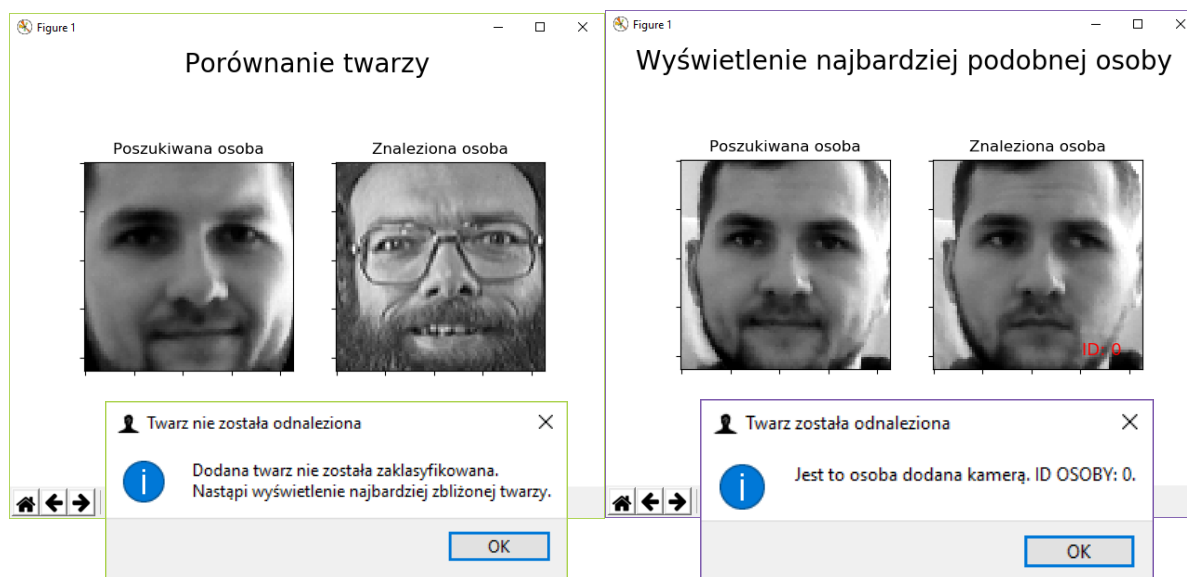 Figure 1
Porównanie twarzy
Poszukiwana osoba
Znaleziona osoba
Twarz nie została odnaleziona
Dodana twarz nie została zaklasyfikowana.
Nastąpi wyświetlenie najbardziej zbliżonej twarzy.
OK
Figure 1
Wyświetlenie najbardziej podobnej osoby
Poszukiwana osoba
Znaleziona osoba
ID: 0
Twarz została odnaleziona
Jest to osoba dodana kamerą. ID OSOBY: 0.
OK